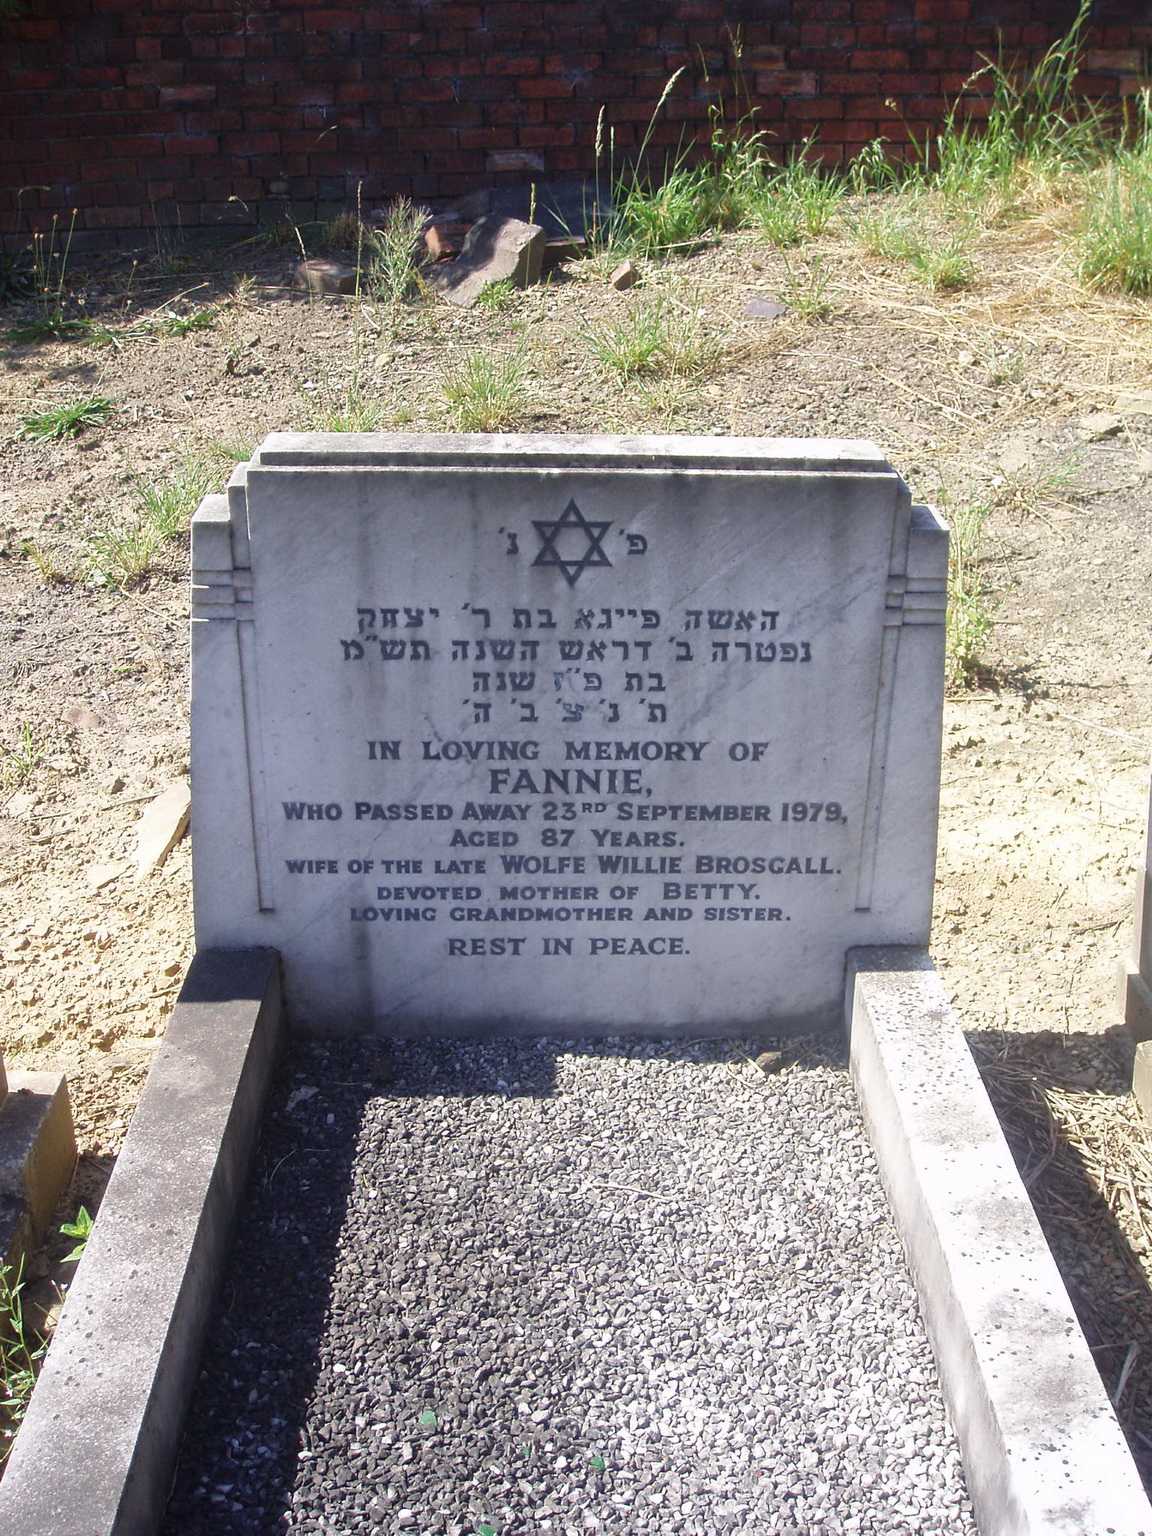 פ׳ נ׳
האשה פייגא בת ר׳ יצחק
נפטרה ב׳ דראש השנה תש״מ
בת פ״ז שנה
ת׳ נ׳ צ׳ ב׳ ה׳
IN LOVING MEMORY OF
FANNIE,
WHO PASSED AWAY 23RD SEPTEMBER 1979,
AGED 87 YEARS.
WIFE OF THE LATE WOLFE WILLIE BROSGALL.
DEVOTED MOTHER OF BETTY.
LOVING GRANDMOTHER AND SISTER.
REST IN PEACE.